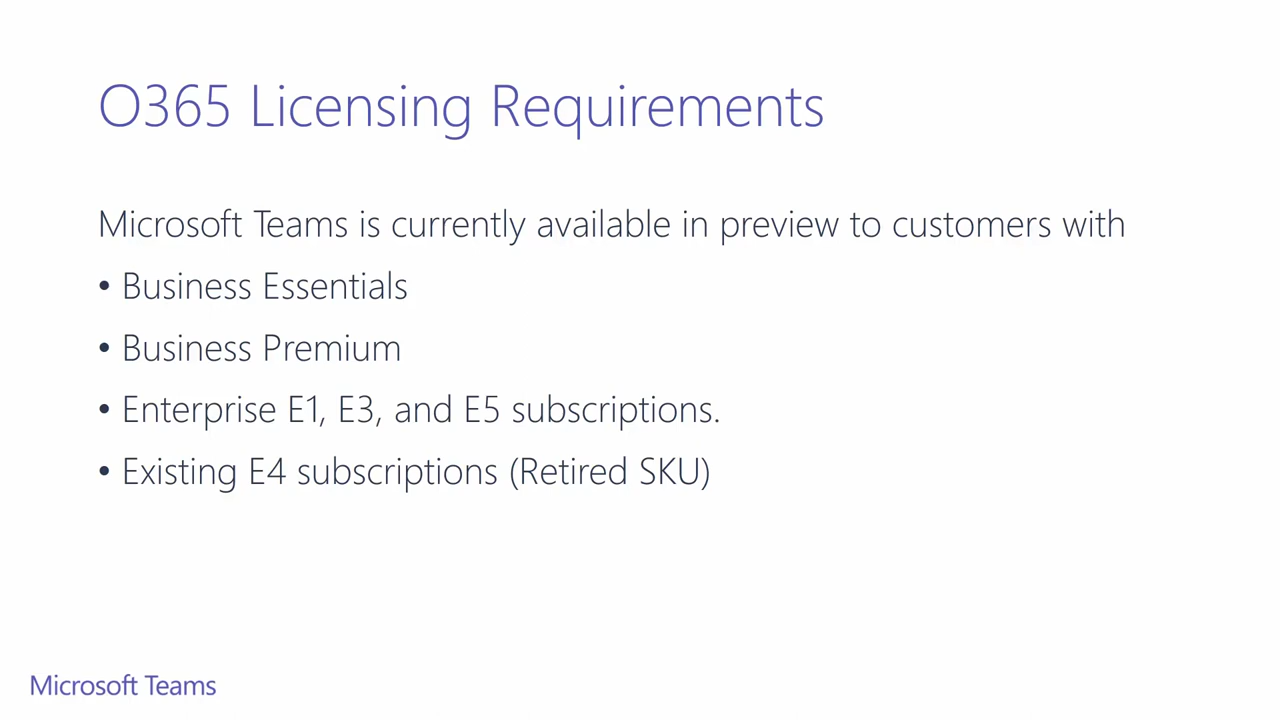 O365 Licensing Requirements
Microsoft Teams is currently available in preview to customers with
• Business Essentials
• Business Premium
• Enterprise E1, E3, and E5 subscriptions.
• Existing E4 subscriptions (Retired SKU)
Microsoft Teams